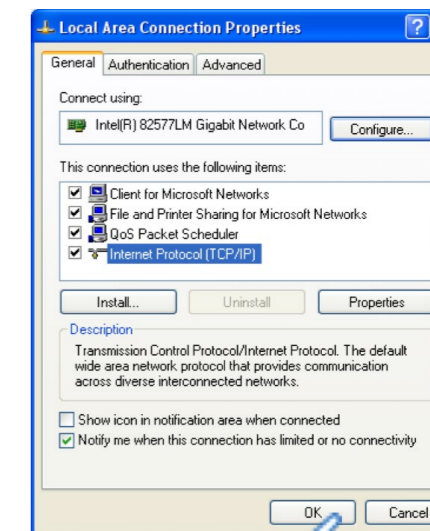 Local Area Connection Properties ?
General Authentication Advanced
Connect using:
Intel(R) 82577LM Gigabit Network Co Configure...
This connection uses the following items:
Client for Microsoft Networks
File and Printer Sharing for Microsoft Networks
QoS Packet Scheduler
Internet Protocol (TCP/IP)
Install... Uninstall Properties
Description
Transmission Control Protocol/Internet Protocol. The default
wide area network protocol that provides communication
across diverse interconnected networks.
Show icon in notification area when connected
Notify me when this connection has limited or no connectivity
OK Cancel